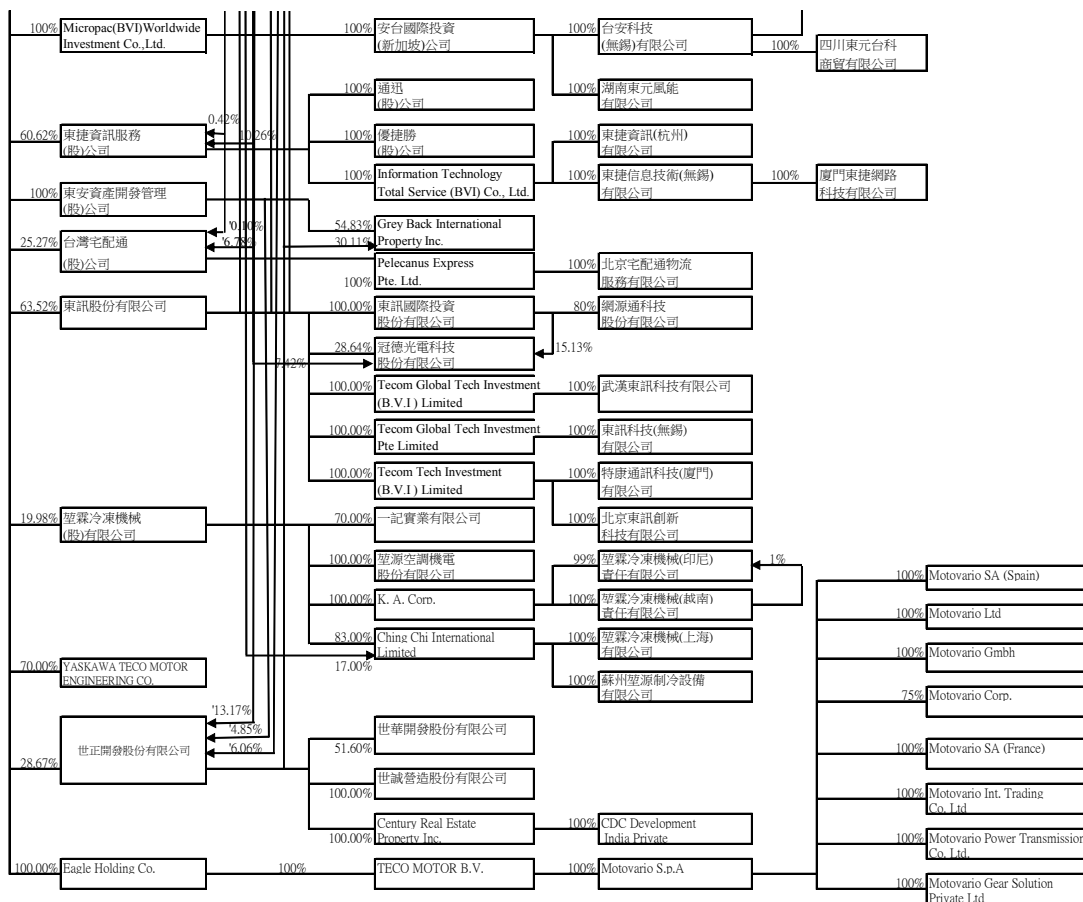 100%
Micropac(BVI)Worldwide
Investment Co.,Ltd.
100%
安台國際投資
(新加坡)公司
100%
台安科技
(無錫)有限公司
100%
四川東元台科
商貿有限公司
100%
通迅
(股)公司
100%
湖南東元風能
有限公司
0.42%
60.62%
東捷資訊服務
(股)公司
10.26%
100%
優捷勝
(股)公司
100%
東捷資訊(杭州)
有限公司
100%
Information Technology
Total Service (BVI) Co., Ltd.
100%
東捷信息技術(無錫)
有限公司
100%
廈門東捷網路
科技有限公司
100%
東安資產開發管理
(股)公司
'0.10%
54.83%
Grey Back International
Property Inc.
30.11%
25.27%
台灣宅配通
(股)公司
'6.78%
Pelecanus Express
Pte. Ltd.
100%
100%
北京宅配通物流
服務有限公司
63.52%
東訊股份有限公司
100.00%
東訊國際投資
股份有限公司
80%
網源通科技
股份有限公司
28.64%
冠德光電科技
股份有限公司
15.13%
7.42%
100.00%
Tecom Global Tech Investment
(B.V.I ) Limited
100%
武漢東訊科技有限公司
100.00%
Tecom Global Tech Investment
Pte Limited
100%
東訊科技(無錫)
有限公司
100.00%
Tecom Tech Investment
(B.V.I ) Limited
100%
特康通訊科技(廈門)
有限公司
19.98%
堃霖冷凍機械
(股)有限公司
70.00%
一記實業有限公司
100%
北京東訊創新
科技有限公司
100.00%
堃源空調機電
股份有限公司
99%
堃霖冷凍機械(印尼)
責任有限公司
1%
100.00%
K. A. Corp.
100%
堃霖冷凍機械(越南)
責任有限公司
83.00%
Ching Chi International
Limited
17.00%
100%
堃霖冷凍機械(上海)
有限公司
100%
蘇州堃源制冷設備
有限公司
70.00%
YASKAWA TECO MOTOR
ENGINEERING CO.
'13.17%
'4.85%
'6.06%
28.67%
世正開發股份有限公司
世華開發股份有限公司
51.60%
世誠營造股份有限公司
100.00%
Century Real Estate
Property Inc.
100.00%
100%
CDC Development
India Private
100.00%
Eagle Holding Co.
100%
TECO MOTOR B.V.
100%
Motovario S.p.A
100%
Motovario SA (Spain)
100%
Motovario Ltd
100%
Motovario Gmbh
75%
Motovario Corp.
100%
Motovario SA (France)
100%
Motovario Int. Trading
Co. Ltd
100%
Motovario Power Transmission
Co. Ltd.
100%
Motovario Gear Solution
Private Ltd